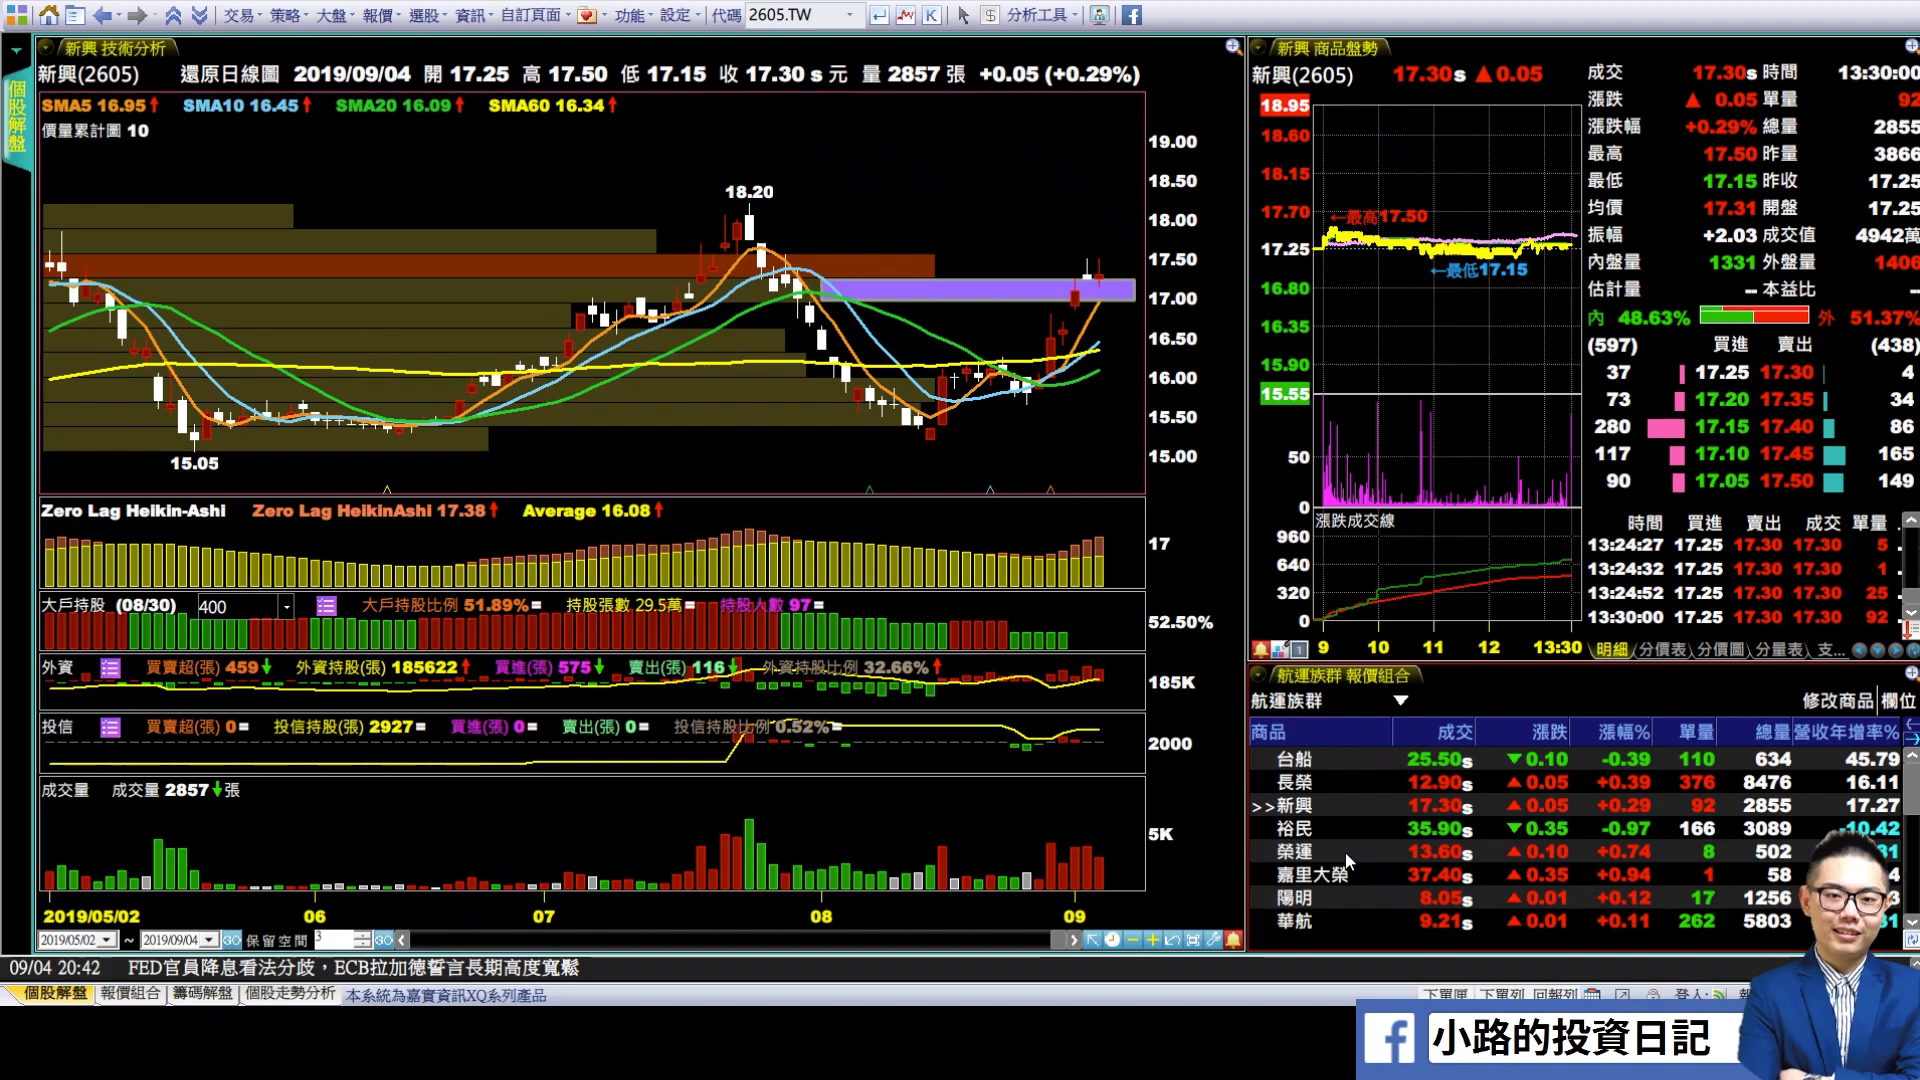 交易 策略 大盤 報價 選股 資訊 自訂頁面 功能 設定 代碼 2605.TW K $ 分析工具
個股解盤
新興 技術分析
新興(2605) 還原日線圖 2019/09/04 開 17.25 高 17.50 低 17.15 收 17.30 s 元 量 2857 張 +0.05 (+0.29%)
SMA5 16.95 SMA10 16.45 SMA20 16.09 SMA60 16.34
價量累計圖 10
19.00
18.50
18.00
17.50
17.00
16.50
16.00
15.50
15.00
18.20
15.05
Zero Lag Heikin-Ashi Zero Lag HeikinAshi 17.38 Average 16.08
17
大戶持股 (08/30) 400 大戶持股比例 51.89%= 持股張數 29.5萬= 持股人數 97=
52.50%
外資 買賣超(張) 459 外資持股(張) 185622 買進(張) 575 賣出(張) 116 外資持股比例 32.66%
185K
投信 買賣超(張) 0= 投信持股(張) 2927= 買進(張) 0= 賣出(張) 0= 投信持股比例 0.52%=
2000
成交量 成交量 2857 張
5K
2019/05/02 06 07 08 09
2019/05/02 ~ 2019/09/04 GO 保留空間 3 GO
09/04 20:42 FED官員降息看法分歧，ECB拉加德誓言長期高度寬鬆
個股解盤 報價組合 籌碼解盤 個股走勢分析 本系統為嘉實資訊XQ系列產品
新興 商品盤勢
新興(2605) 17.30s ▲0.05
18.95
18.60
18.15
17.70
17.25
16.80
16.35
15.90
15.55
50
0
←最高17.50
←最低17.15
漲跌成交線
960
640
320
0
9 10 11 12 13:30
成交 17.30s 時間 13:30:00
漲跌 ▲ 0.05 單量 92
漲跌幅 +0.29% 總量 2855
最高 17.50 昨量 3866
最低 17.15 昨收 17.25
均價 17.31 開盤 17.25
振幅 +2.03 成交值 4942萬
內盤量 1331 外盤量 1406
估計量 -- 本益比 --
內 48.63% 外 51.37%
(597) 買進 賣出 (438)
37 17.25 17.30 4
73 17.20 17.35 34
280 17.15 17.40 86
117 17.10 17.45 165
90 17.05 17.50 149
時間 買進 賣出 成交 單量
13:24:27 17.25 17.30 17.30 5
13:24:32 17.25 17.30 17.30 1
13:24:52 17.25 17.30 17.30 25
13:30:00 17.25 17.30 17.30 92
明細 分價表 分價圖 分量表 支...
航運族群 報價組合
航運族群 ▼ 修改商品 欄位
商品 成交 漲跌 漲幅% 單量 總量 營收年增率%
台船 25.50s ▼0.10 -0.39 110 634 45.79
長榮 12.90s ▲0.05 +0.39 376 8476 16.11
>>新興 17.30s ▲0.05 +0.29 92 2855 17.27
裕民 35.90s ▼0.35 -0.97 166 3089 -10.42
榮運 13.60s ▲0.10 +0.74 8 502
嘉里大榮 37.40s ▲0.35 +0.94 1 58
陽明 8.05s ▲0.01 +0.12 17 1256
華航 9.21s ▲0.01 +0.11 262 5803
下單匣 下單列 回報列 登入:
小路的投資日記